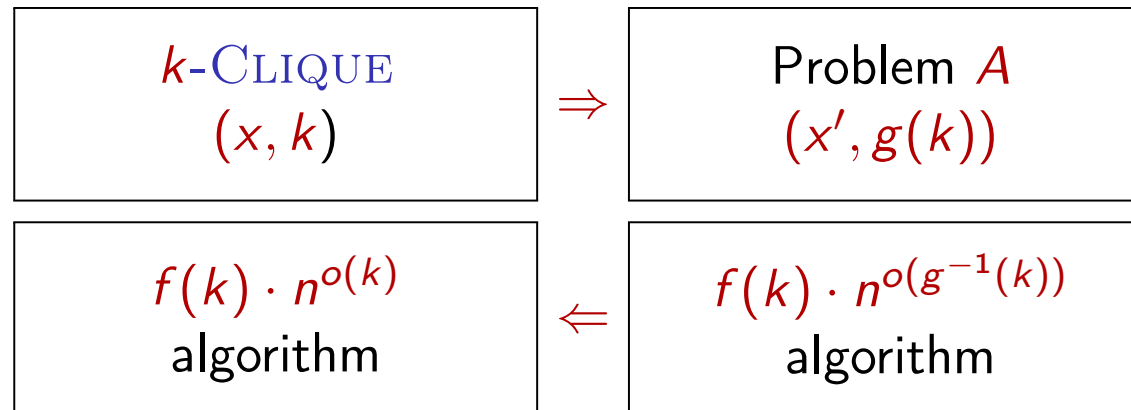 k-CLIQUE
(x, k)
⇒
Problem A
(x′, g(k))
f(k) · n^{o(k)}
algorithm
⇐
f(k) · n^{o(g^{−1}(k))}
algorithm